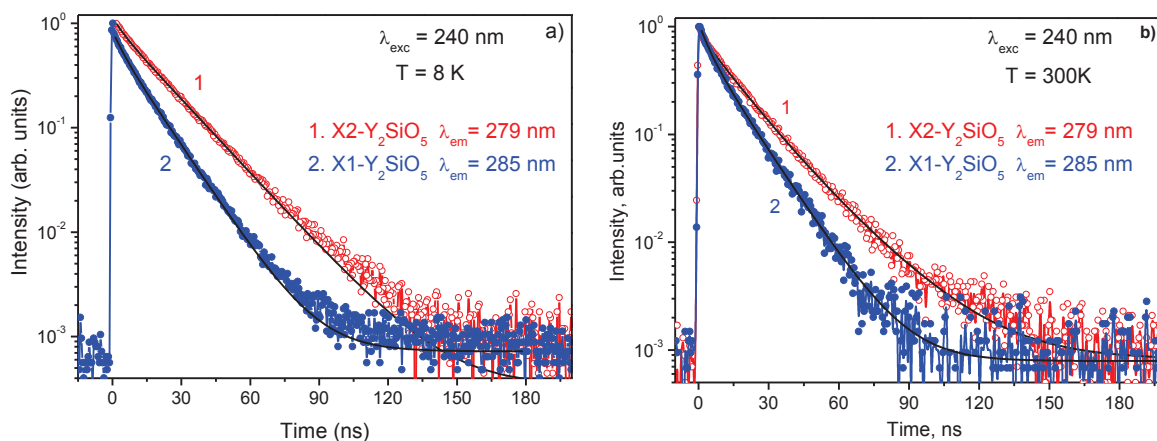 a)
λexc = 240 nm
T = 8 K
1
1. X2-Y2SiO5 λem = 279 nm
2. X1-Y2SiO5 λem = 285 nm
2
10^0
10^-1
10^-2
10^-3
Intensity (arb. units)
0 30 60 90 120 150 180
Time (ns)
b)
λexc = 240 nm
T = 300K
1
1. X2-Y2SiO5 λem = 279 nm
2. X1-Y2SiO5 λem = 285 nm
2
10^0
10^-1
10^-2
10^-3
Intensity, arb.units
0 30 60 90 120 150 180
Time, ns